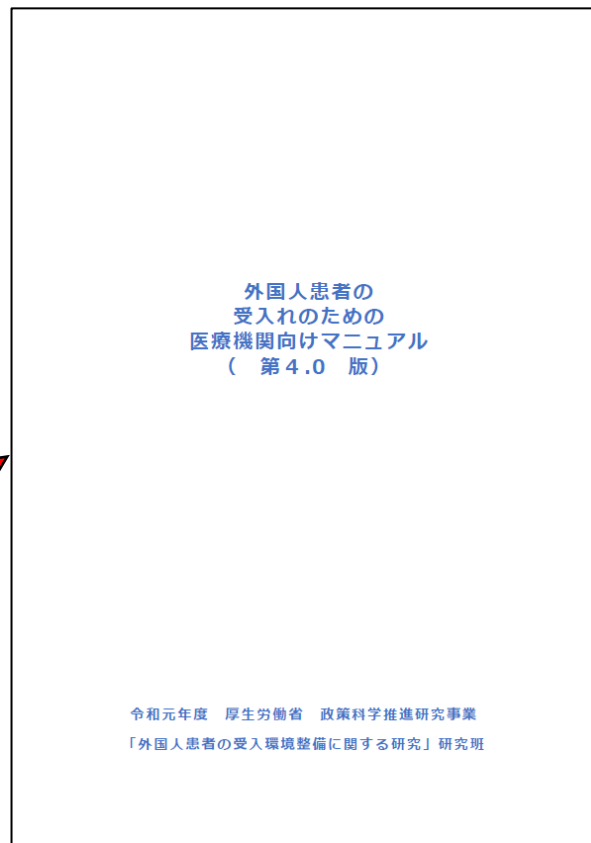 外国人患者の
受入れのための
医療機関向けマニュアル
（　第４.０　版）
令和元年度　厚生労働省　政策科学推進研究事業
「外国人患者の受入環境整備に関する研究」研究班